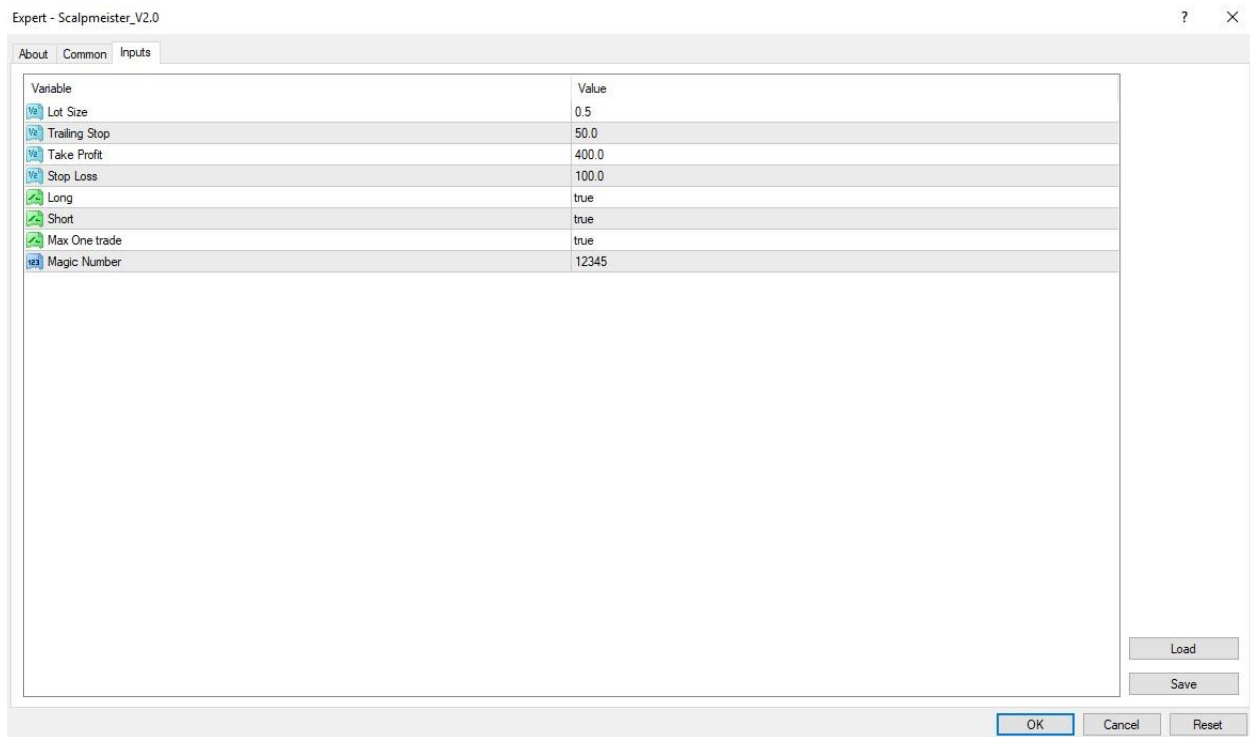 Expert - Scalpmeister_V2.0 ? ×
About Common Inputs
Variable Value
Lot Size 0.5
Trailing Stop 50.0
Take Profit 400.0
Stop Loss 100.0
Long true
Short true
Max One trade true
123 Magic Number 12345
Load
Save
OK Cancel Reset